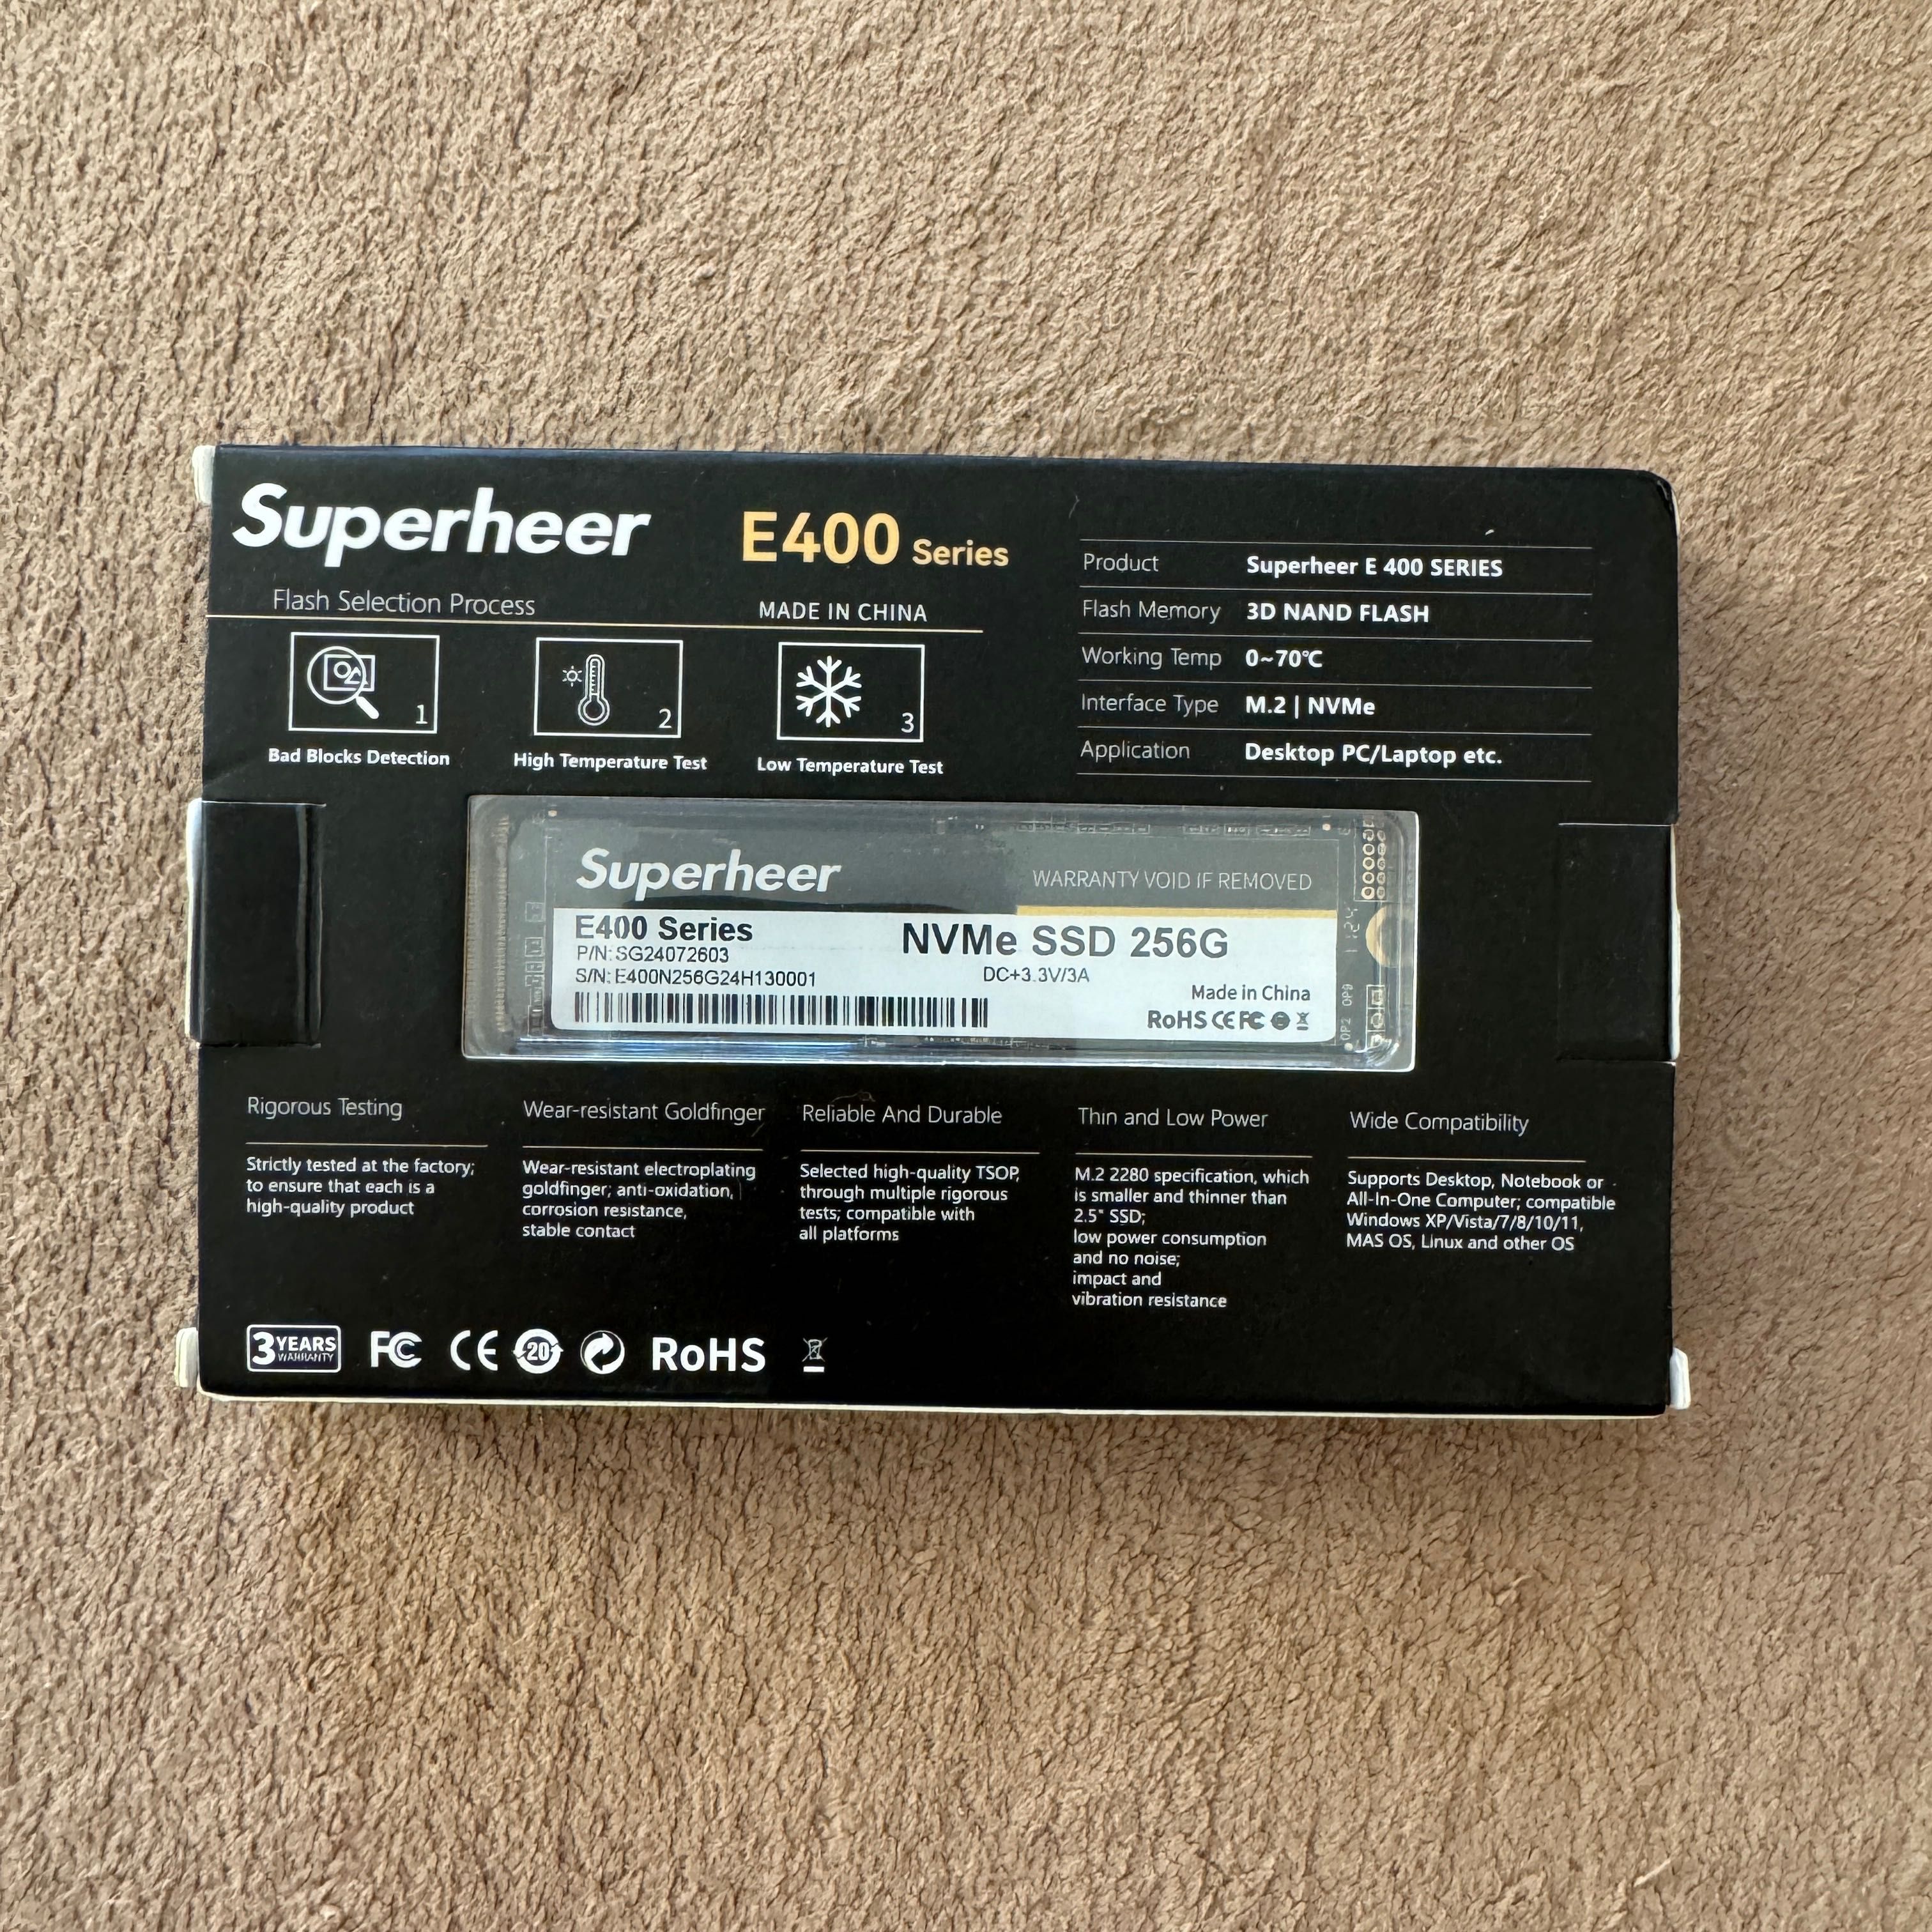 Superheer
E400 Series
Flash Selection Process
MADE IN CHINA
1
Bad Blocks Detection
2
High Temperature Test
3
Low Temperature Test
Product Superheer E 400 SERIES
Flash Memory 3D NAND FLASH
Working Temp 0~70℃
Interface Type M.2 | NVMe
Application Desktop PC/Laptop etc.
Superheer
WARRANTY VOID IF REMOVED
E400 Series
NVMe SSD 256G
P/N: SG24072603
S/N: E400N256G24H130001
DC+3.3V/3A
Made in China
RoHS CE FC
OP2 OP9
Rigorous Testing
Strictly tested at the factory;
to ensure that each is a
high-quality product
Wear-resistant Goldfinger
Wear-resistant electroplating
goldfinger; anti-oxidation,
corrosion resistance,
stable contact
Reliable And Durable
Selected high-quality TSOP,
through multiple rigorous
tests; compatible with
all platforms
Thin and Low Power
M.2 2280 specification, which
is smaller and thinner than
2.5" SSD;
low power consumption
and no noise;
impact and
vibration resistance
Wide Compatibility
Supports Desktop, Notebook or
All-In-One Computer; compatible
Windows XP/Vista/7/8/10/11,
MAS OS, Linux and other OS
3 YEARS
WARRANTY
FC CE 20 RoHS